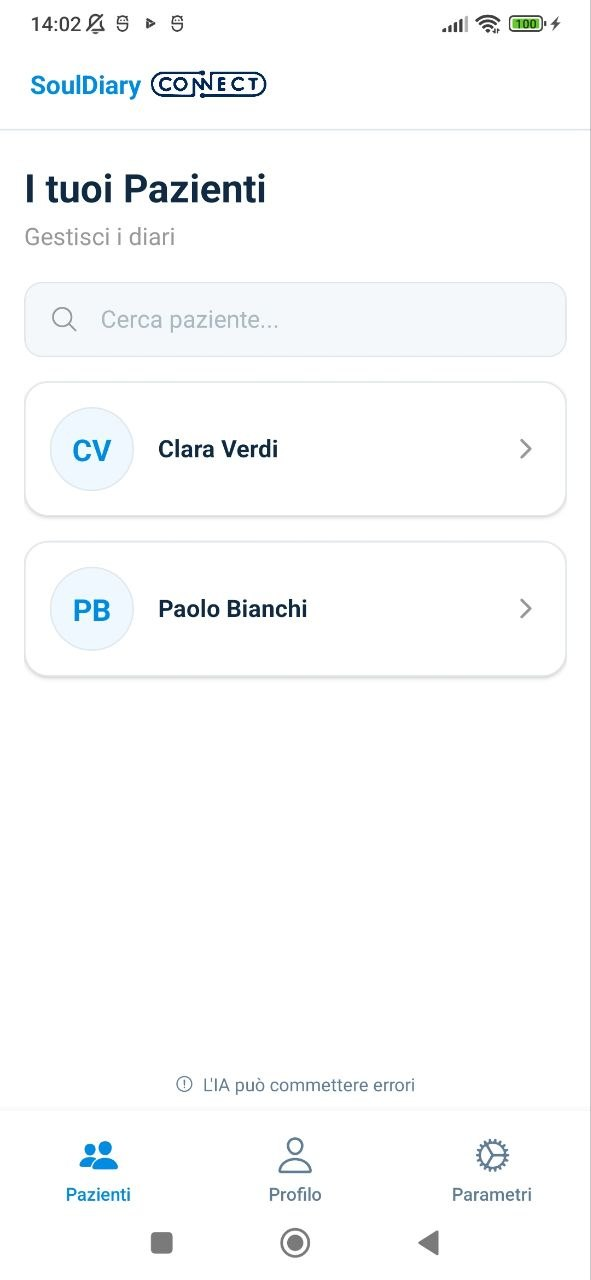 14:02
100
SoulDiary CONNECT
I tuoi Pazienti
Gestisci i diari
Cerca paziente...
CV Clara Verdi
PB Paolo Bianchi
L'IA può commettere errori
Pazienti Profilo Parametri